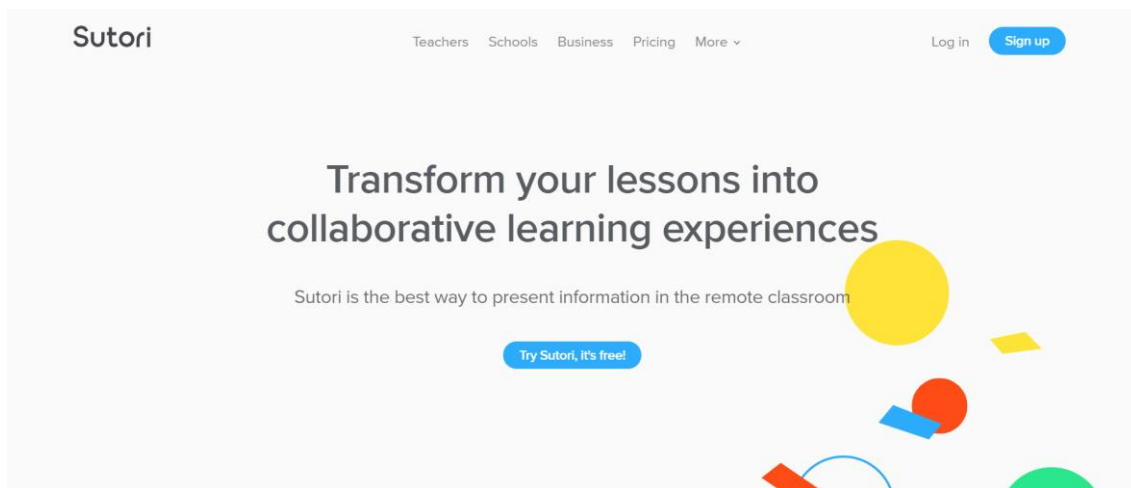 Sutori
Teachers Schools Business Pricing More
Log in Sign up
Transform your lessons into
collaborative learning experiences
Sutori is the best way to present information in the remote classroom
Try Sutori, it's free!